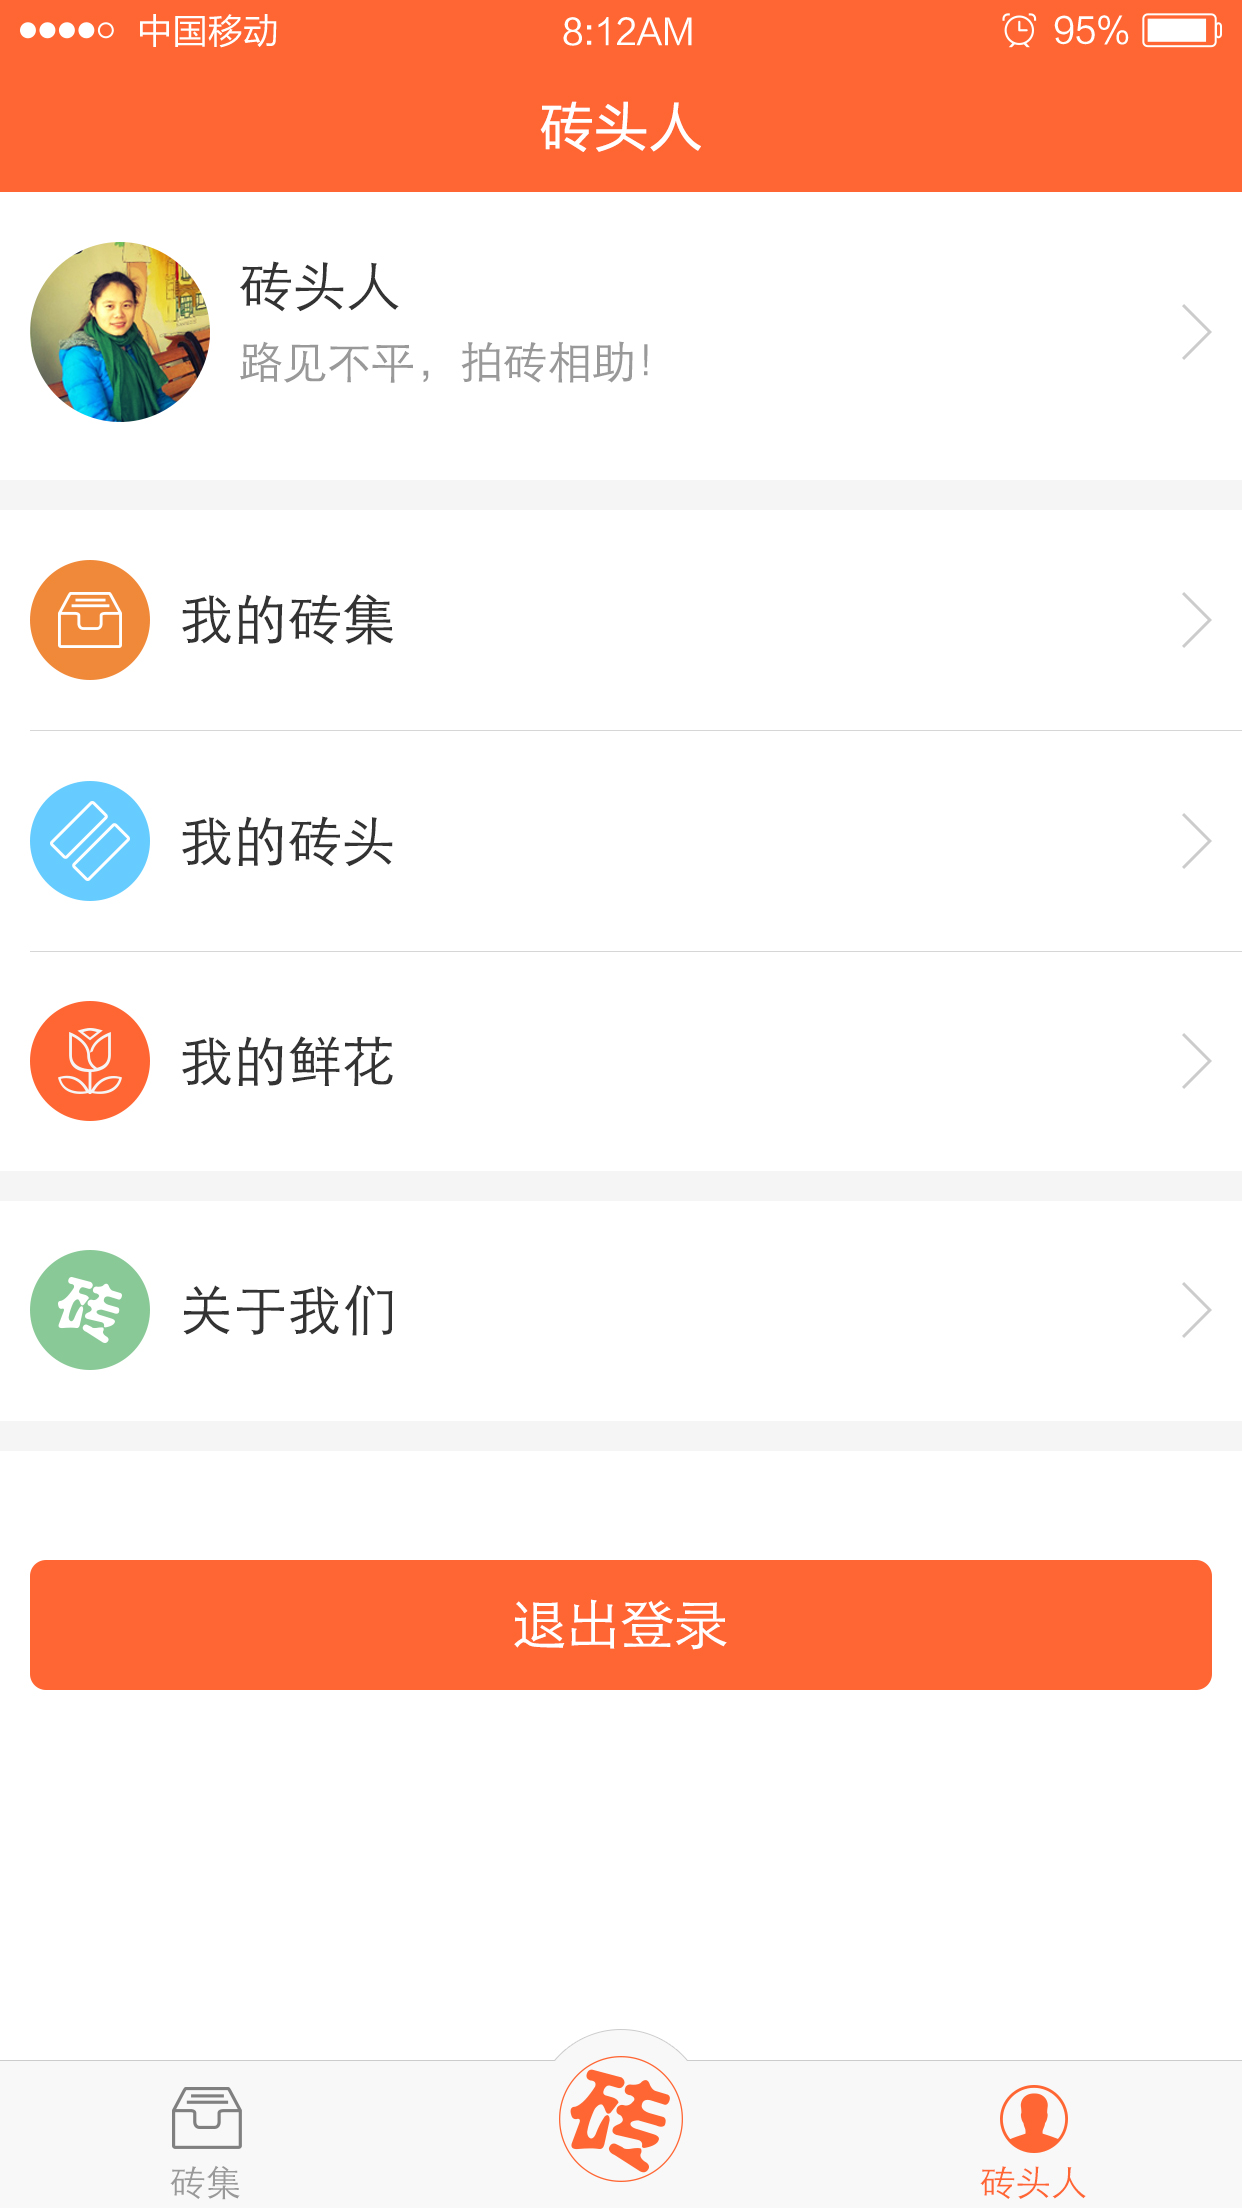 中国移动 8:12AM 95%
砖头人
砖头人
路见不平，拍砖相助！
我的砖集
我的砖头
我的鲜花
砖
关于我们
退出登录
砖
砖集
砖头人